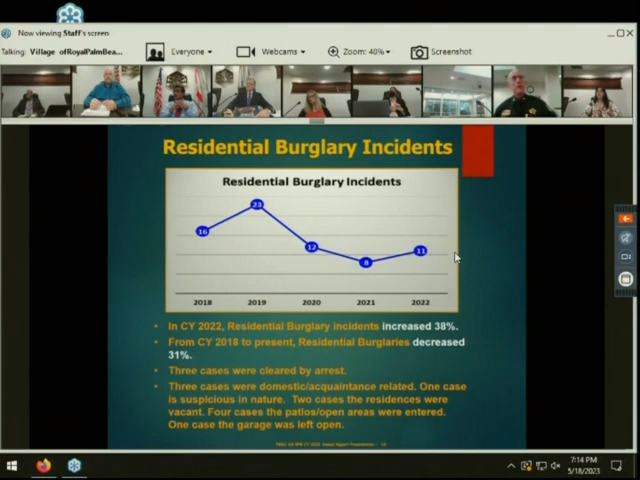 Now viewing Staff's screen
Talking: Village ofRoyalPalmBea...
Everyone
Webcams
Zoom: 40%
Screenshot
Residential Burglary Incidents
Residential Burglary Incidents
16
23
12
8
11
2018 2019 2020 2021 2022
• In CY 2022, Residential Burglary incidents increased 38%.
• From CY 2018 to present, Residential Burglaries decreased
31%.
• Three cases were cleared by arrest.
• Three cases were domestic/acquaintance related. One case
is suspicious in nature. Two cases the residences were
vacant. Four cases the patios/open areas were entered.
One case the garage was left open.
7:14 PM
5/18/2023